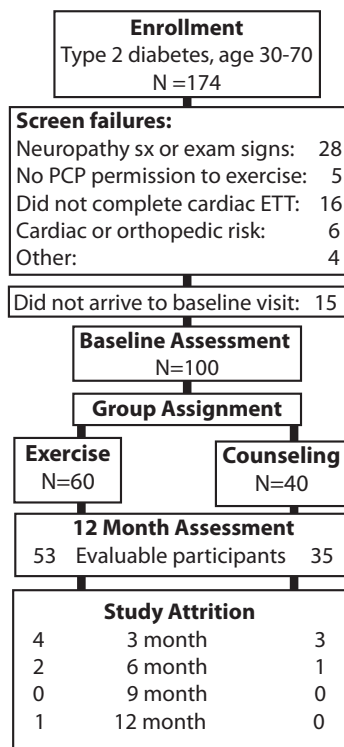 Enrollment
Type 2 diabetes, age 30-70
N =174
Screen failures:
Neuropathy sx or exam signs: 28
No PCP permission to exercise: 5
Did not complete cardiac ETT: 16
Cardiac or orthopedic risk: 6
Other: 4
Did not arrive to baseline visit: 15
Baseline Assessment
N=100
Group Assignment
Exercise
N=60
Counseling
N=40
12 Month Assessment
53 Evaluable participants 35
Study Attrition
4 3 month 3
2 6 month 1
0 9 month 0
1 12 month 0